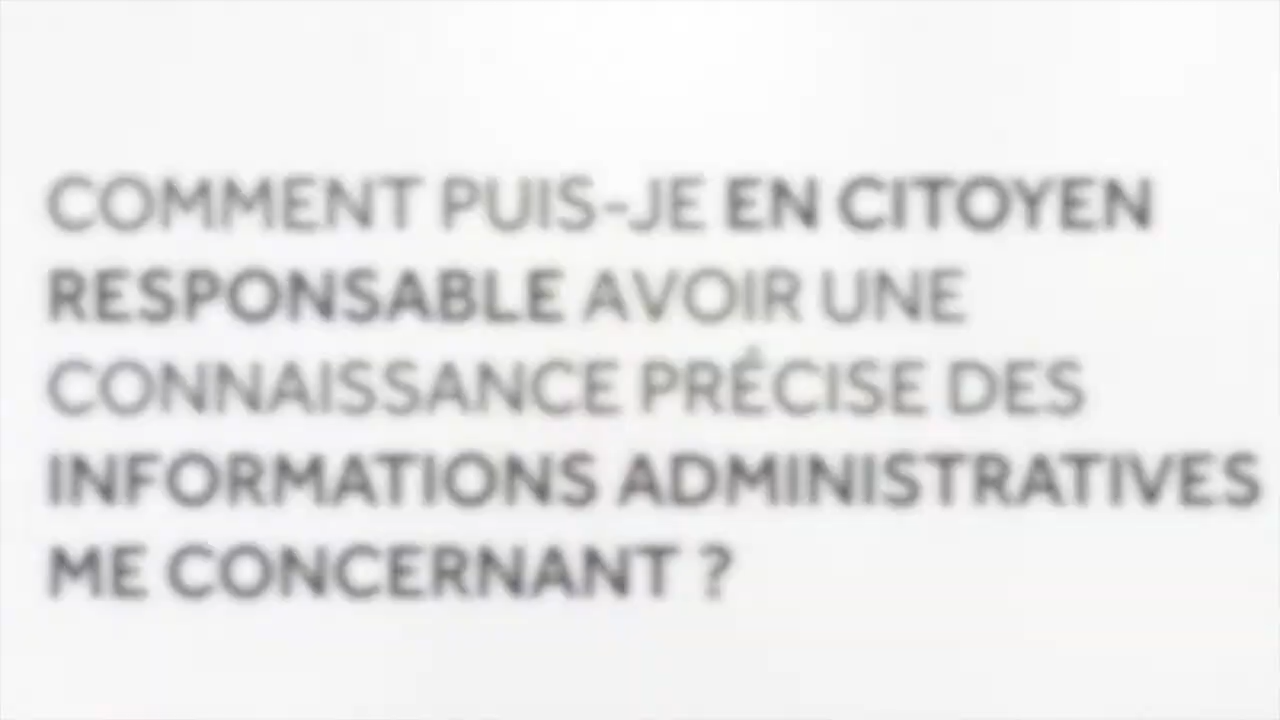 COMMENT PUIS-JE EN CITOYEN
RESPONSABLE AVOIR UNE
CONNAISSANCE PRÉCISE DES
INFORMATIONS ADMINISTRATIVES
ME CONCERNANT ?